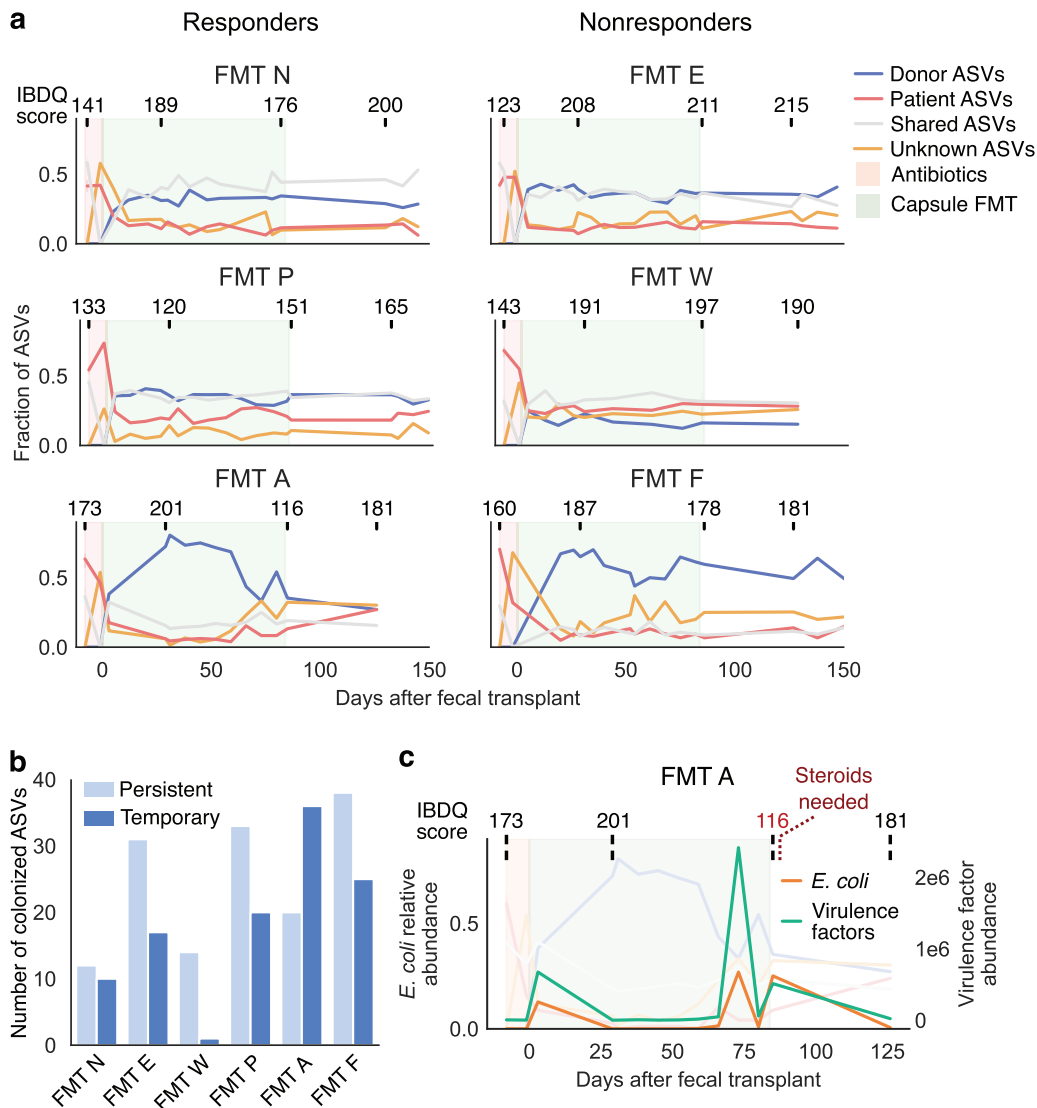 a
Responders
Nonresponders
FMT N
FMT E
IBDQ
score
141 189 176 200
123 208 211 215
Donor ASVs
Patient ASVs
Shared ASVs
Unknown ASVs
Antibiotics
Capsule FMT
0.5
0.0
FMT P
FMT W
133 120 151 165
143 191 197 190
Fraction of ASVs
0.5
0.0
FMT A
FMT F
173 201 116 181
160 187 178 181
0.5
0.0
0 50 100 150
0 50 100 150
Days after fecal transplant
b
Number of colonized ASVs
40
30
20
10
0
Persistent
Temporary
FMT N
FMT E
FMT W
FMT P
FMT A
FMT F
c
FMT A
Steroids
needed
IBDQ
score
173 201 116 181
E. coli relative
abundance
0.5
0.0
E. coli
Virulence
factors
2e6
1e6
0
Virulence factor
abundance
0 25 50 75 100 125
Days after fecal transplant